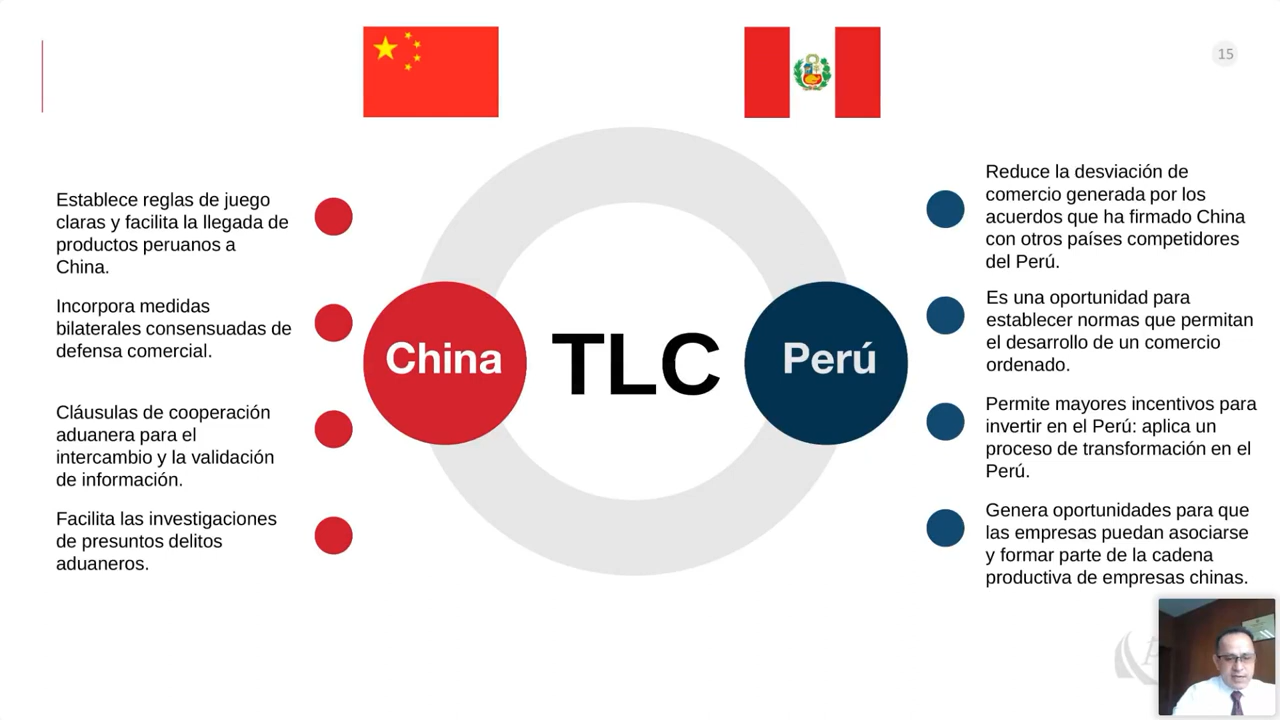 15
Establece reglas de juego
claras y facilita la llegada de
productos peruanos a
China.
Incorpora medidas
bilaterales consensuadas de
defensa comercial.
Cláusulas de cooperación
aduanera para el
intercambio y la validación
de información.
Facilita las investigaciones
de presuntos delitos
aduaneros.
China
TLC
Perú
Reduce la desviación de
comercio generada por los
acuerdos que ha firmado China
con otros países competidores
del Perú.
Es una oportunidad para
establecer normas que permitan
el desarrollo de un comercio
ordenado.
Permite mayores incentivos para
invertir en el Perú: aplica un
proceso de transformación en el
Perú.
Genera oportunidades para que
las empresas puedan asociarse
y formar parte de la cadena
productiva de empresas chinas.